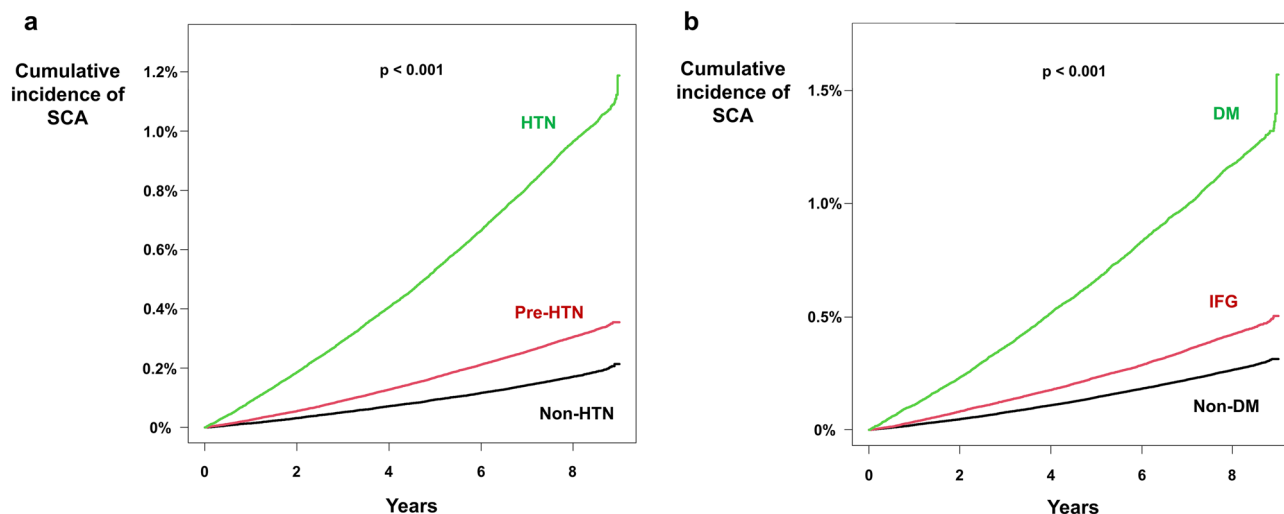 a
Cumulative
incidence of
SCA
p < 0.001
1.2%
1.0%
0.8%
0.6%
0.4%
0.2%
0%
HTN
Pre-HTN
Non-HTN
0 2 4 6 8
Years
b
Cumulative
incidence of
SCA
p < 0.001
1.5%
1.0%
0.5%
0%
DM
IFG
Non-DM
0 2 4 6 8
Years